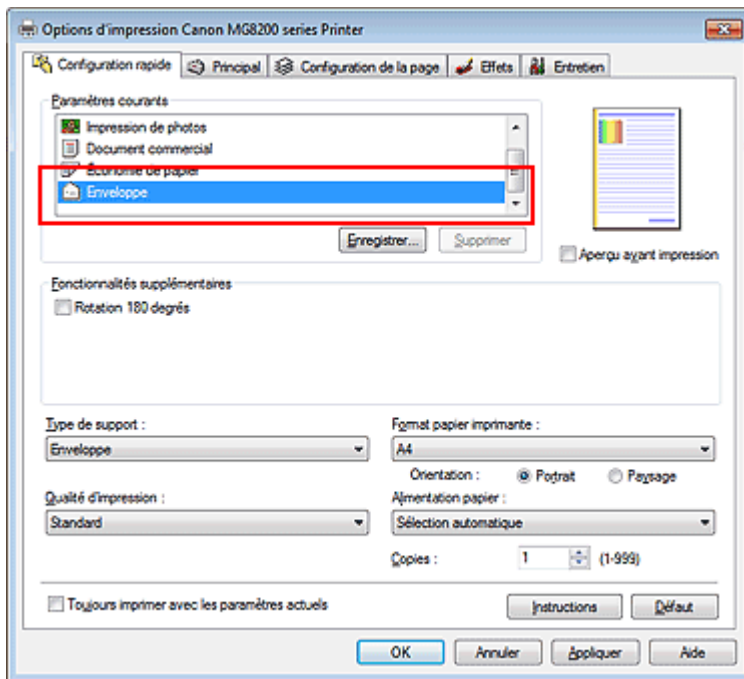 Options d'impression Canon MG8200 series Printer
Configuration rapide Principal Configuration de la page Effets Entretien
Paramètres courants
Impression de photos
Document commercial
Économie de papier
Enveloppe
Enregistrer... Supprimer
Aperçu avant impression
Fonctionnalités supplémentaires
Rotation 180 degrés
Type de support :
Enveloppe
Format papier imprimante :
A4
Orientation : Portrait Paysage
Qualité d'impression :
Standard
Alimentation papier :
Sélection automatique
Copies : 1 (1-999)
Toujours imprimer avec les paramètres actuels
Instructions Défaut
OK Annuler Appliquer Aide